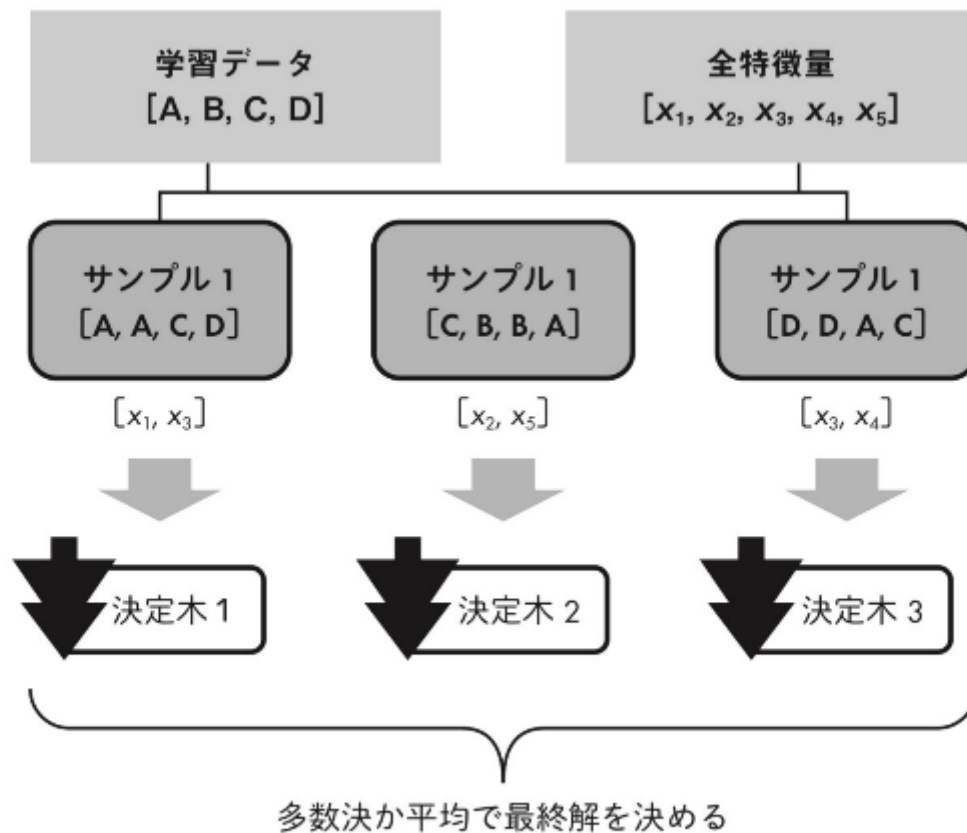 学習データ
[A, B, C, D]
全特徴量
[x₁, x₂, x₃, x₄, x₅]
サンプル 1
[A, A, C, D]
サンプル 1
[C, B, B, A]
サンプル 1
[D, D, A, C]
[x₁, x₃]
[x₂, x₅]
[x₃, x₄]
決定木 1
決定木 2
決定木 3
多数決か平均で最終解を決める